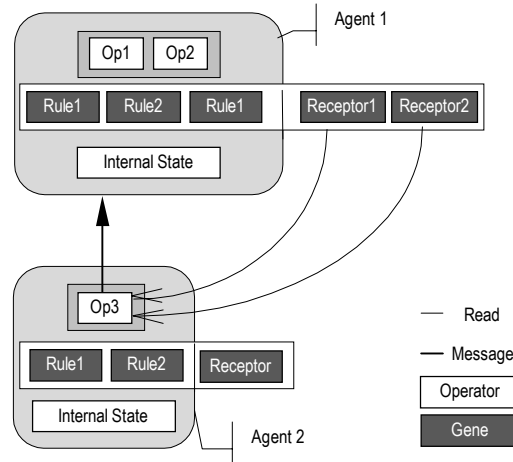 Agent 1
Op1 Op2
Rule1 Rule2 Rule1 Receptor1 Receptor2
Internal State
Op3
Read
Rule1 Rule2 Receptor
Message
Operator
Internal State
Agent 2
Gene